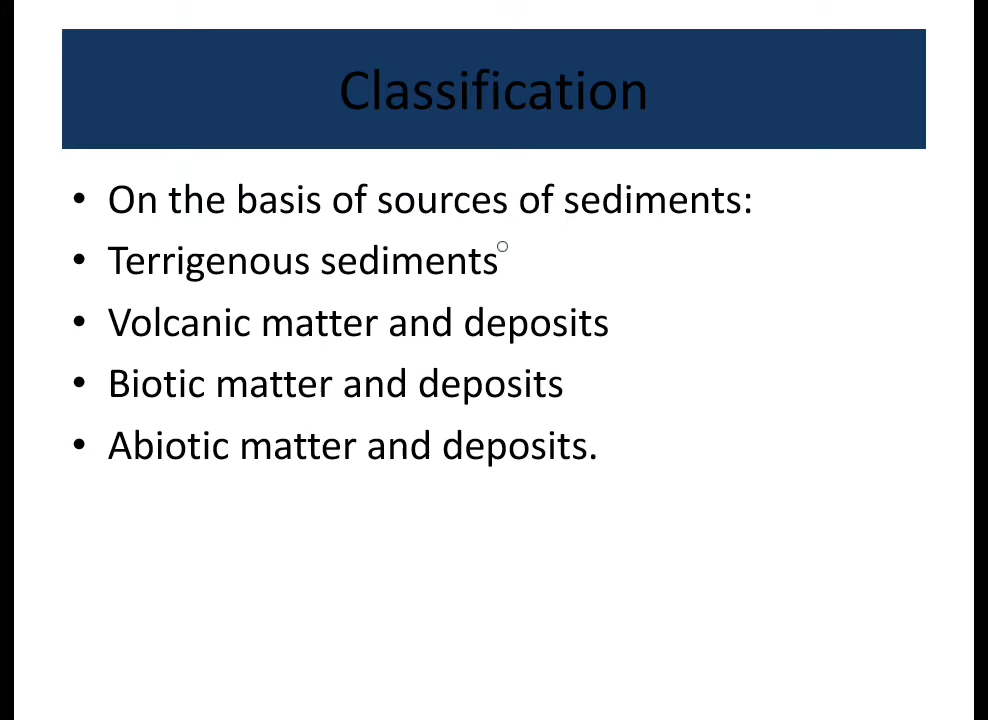 Classification
• On the basis of sources of sediments:
• Terrigenous sediments
• Volcanic matter and deposits
• Biotic matter and deposits
• Abiotic matter and deposits.